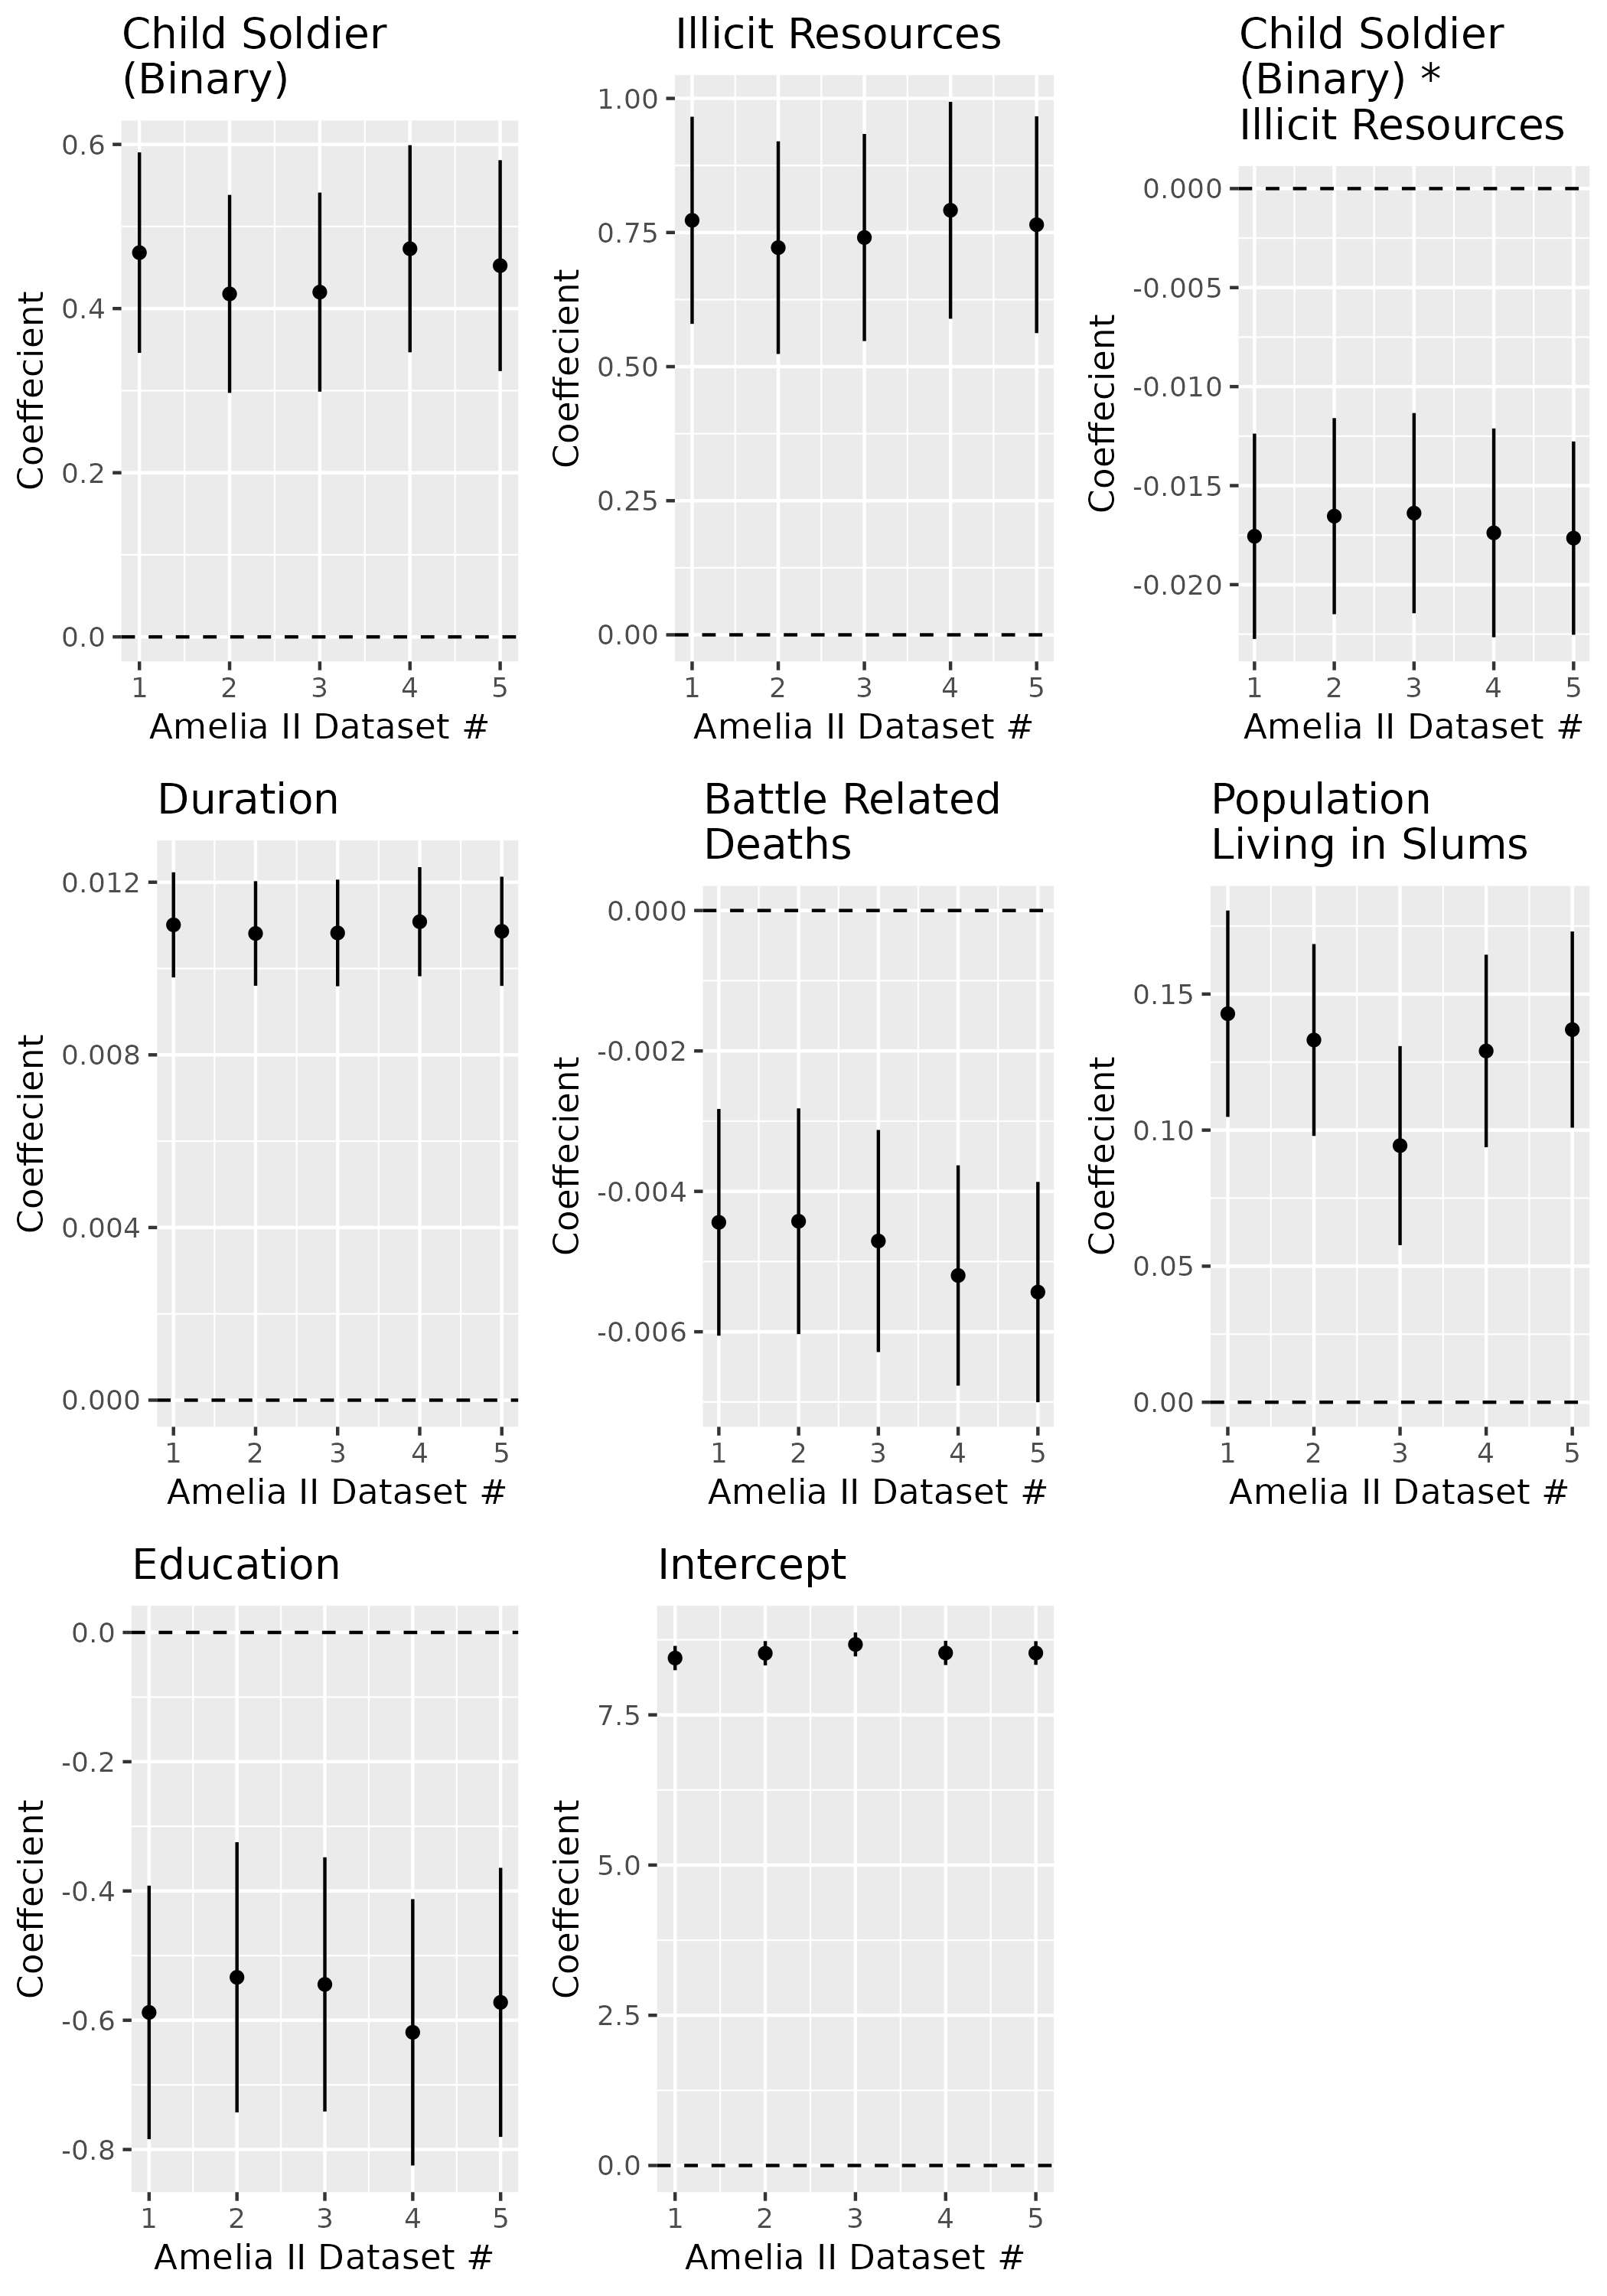 Child Soldier
(Binary)
0.6
0.4
0.2
0.0
Coeffecient
1 2 3 4 5
Amelia II Dataset #
Illicit Resources
1.00
0.75
0.50
0.25
0.00
Coeffecient
1 2 3 4 5
Amelia II Dataset #
Child Soldier
(Binary) *
Illicit Resources
0.000
-0.005
-0.010
-0.015
-0.020
Coeffecient
1 2 3 4 5
Amelia II Dataset #
Duration
0.012
0.008
0.004
0.000
Coeffecient
1 2 3 4 5
Amelia II Dataset #
Battle Related
Deaths
0.000
-0.002
-0.004
-0.006
Coeffecient
1 2 3 4 5
Amelia II Dataset #
Population
Living in Slums
0.15
0.10
0.05
0.00
Coeffecient
1 2 3 4 5
Amelia II Dataset #
Education
0.0
-0.2
-0.4
-0.6
-0.8
Coeffecient
1 2 3 4 5
Amelia II Dataset #
Intercept
7.5
5.0
2.5
0.0
Coeffecient
1 2 3 4 5
Amelia II Dataset #